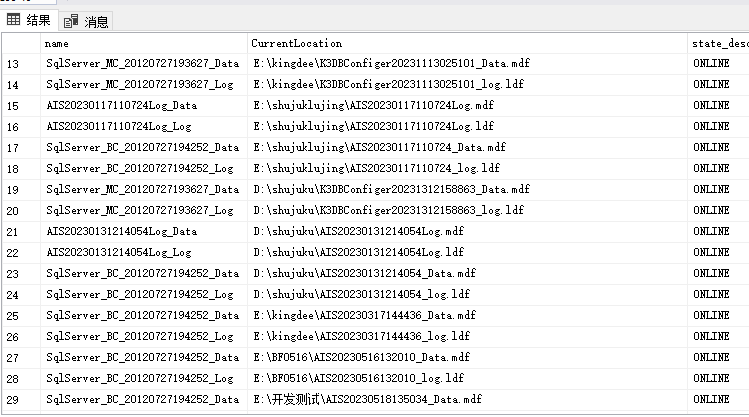 结果 消息
name CurrentLocation state_desc
13 SqlServer_MC_20120727193627_Data E:\kingdee\K3DBConfiger20231113025101_Data.mdf ONLINE
14 SqlServer_MC_20120727193627_Log E:\kingdee\K3DBConfiger20231113025101_log.ldf ONLINE
15 AIS20230117110724Log_Data E:\shujuklujing\AIS20230117110724Log.mdf ONLINE
16 AIS20230117110724Log_Log E:\shujuklujing\AIS20230117110724Log.ldf ONLINE
17 SqlServer_BC_20120727194252_Data E:\shujuklujing\AIS20230117110724_Data.mdf ONLINE
18 SqlServer_BC_20120727194252_Log E:\shujuklujing\AIS20230117110724_log.ldf ONLINE
19 SqlServer_MC_20120727193627_Data D:\shujuku\K3DBConfiger20231312158863_Data.mdf ONLINE
20 SqlServer_MC_20120727193627_Log D:\shujuku\K3DBConfiger20231312158863_log.ldf ONLINE
21 AIS20230131214054Log_Data D:\shujuku\AIS20230131214054Log.mdf ONLINE
22 AIS20230131214054Log_Log D:\shujuku\AIS20230131214054Log.ldf ONLINE
23 SqlServer_BC_20120727194252_Data D:\shujuku\AIS20230131214054_Data.mdf ONLINE
24 SqlServer_BC_20120727194252_Log D:\shujuku\AIS20230131214054_log.ldf ONLINE
25 SqlServer_BC_20120727194252_Data E:\kingdee\AIS20230317144436_Data.mdf ONLINE
26 SqlServer_BC_20120727194252_Log E:\kingdee\AIS20230317144436_log.ldf ONLINE
27 SqlServer_BC_20120727194252_Data E:\BF0516\AIS20230516132010_Data.mdf ONLINE
28 SqlServer_BC_20120727194252_Log E:\BF0516\AIS20230516132010_log.ldf ONLINE
29 SqlServer_BC_20120727194252_Data E:\开发测试\AIS20230518135034_Data.mdf ONLINE